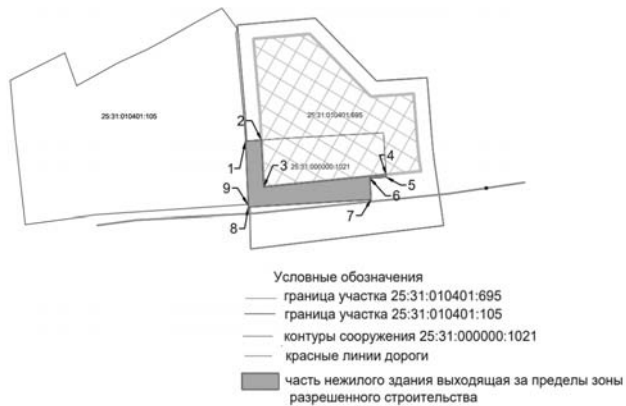 25:31:010401:105
25:31:010401:695
2
1
3
25:31:000000:1021
4
5
6
7
9
8
Условные обозначения
граница участка 25:31:010401:695
граница участка 25:31:010401:105
контуры сооружения 25:31:000000:1021
красные линии дороги
часть нежилого здания выходящая за пределы зоны
разрешенного строительства